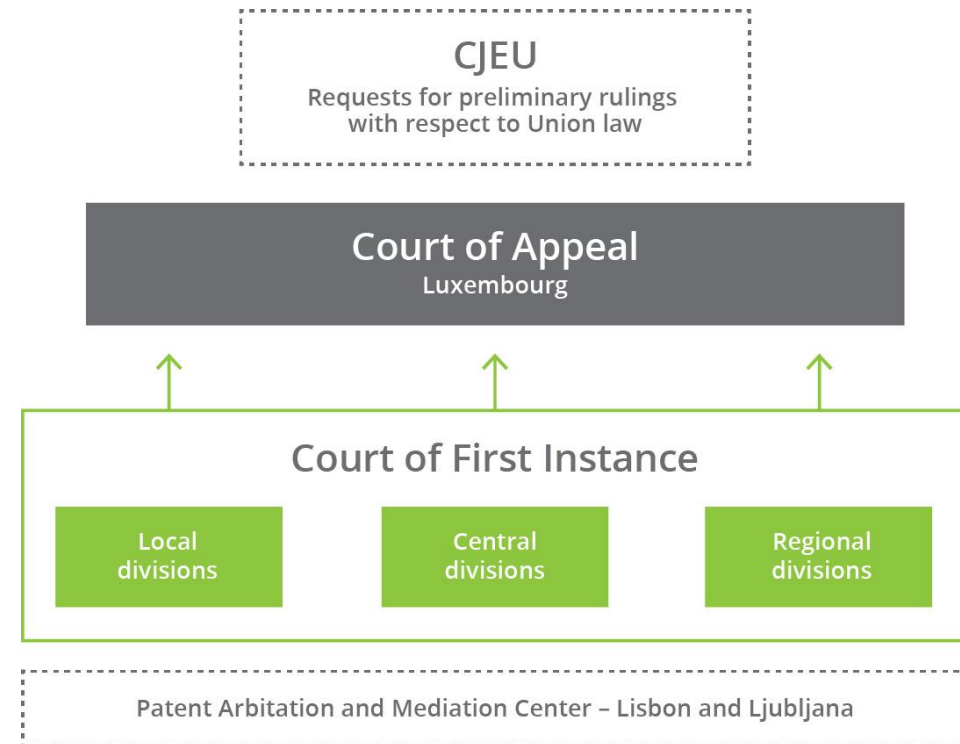 CJEU
Requests for preliminary rulings
with respect to Union law
Court of Appeal
Luxembourg
Court of First Instance
Local
divisions
Central
divisions
Regional
divisions
Patent Arbitation and Mediation Center – Lisbon and Ljubljana